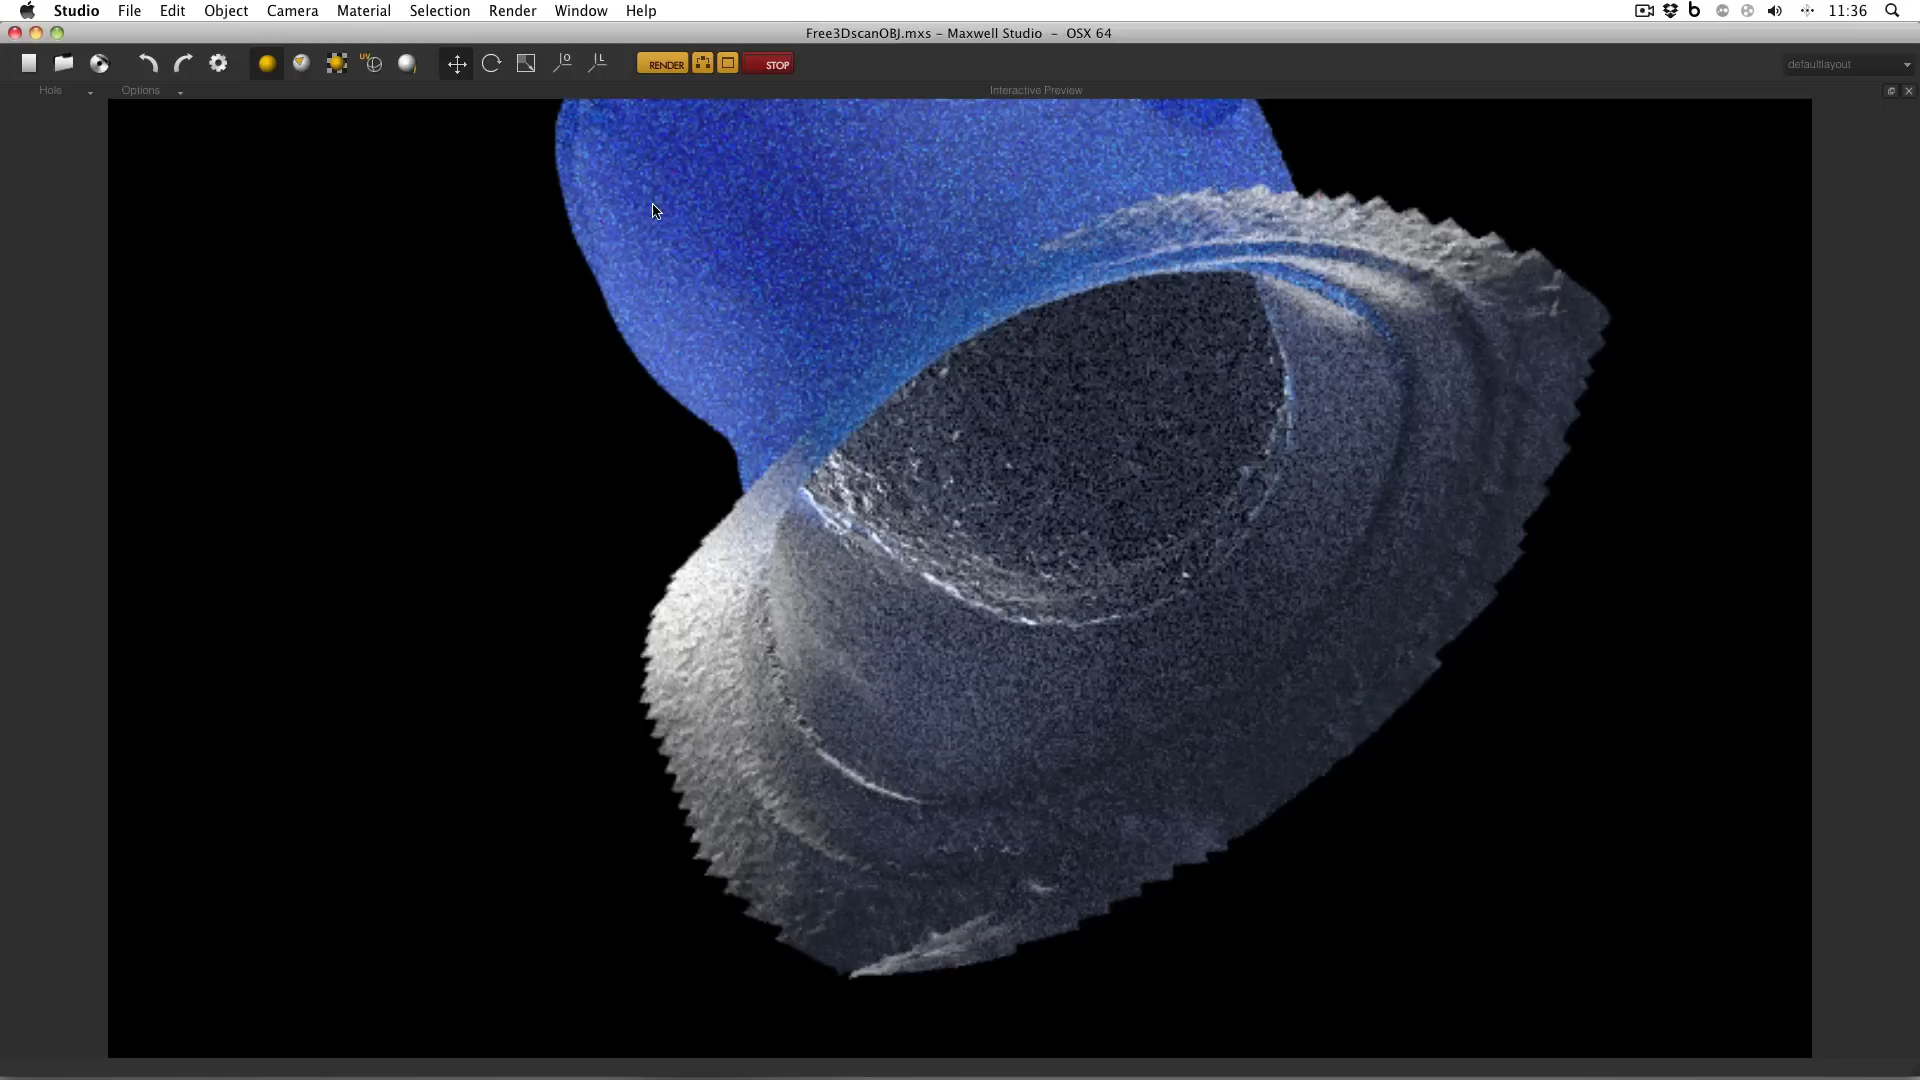 Studio File Edit Object Camera Material Selection Render Window Help 11:36
Free3DscanOBJ.mxs – Maxwell Studio – OSX 64
UV RENDER STOP defaultlayout
Hole Options Interactive Preview